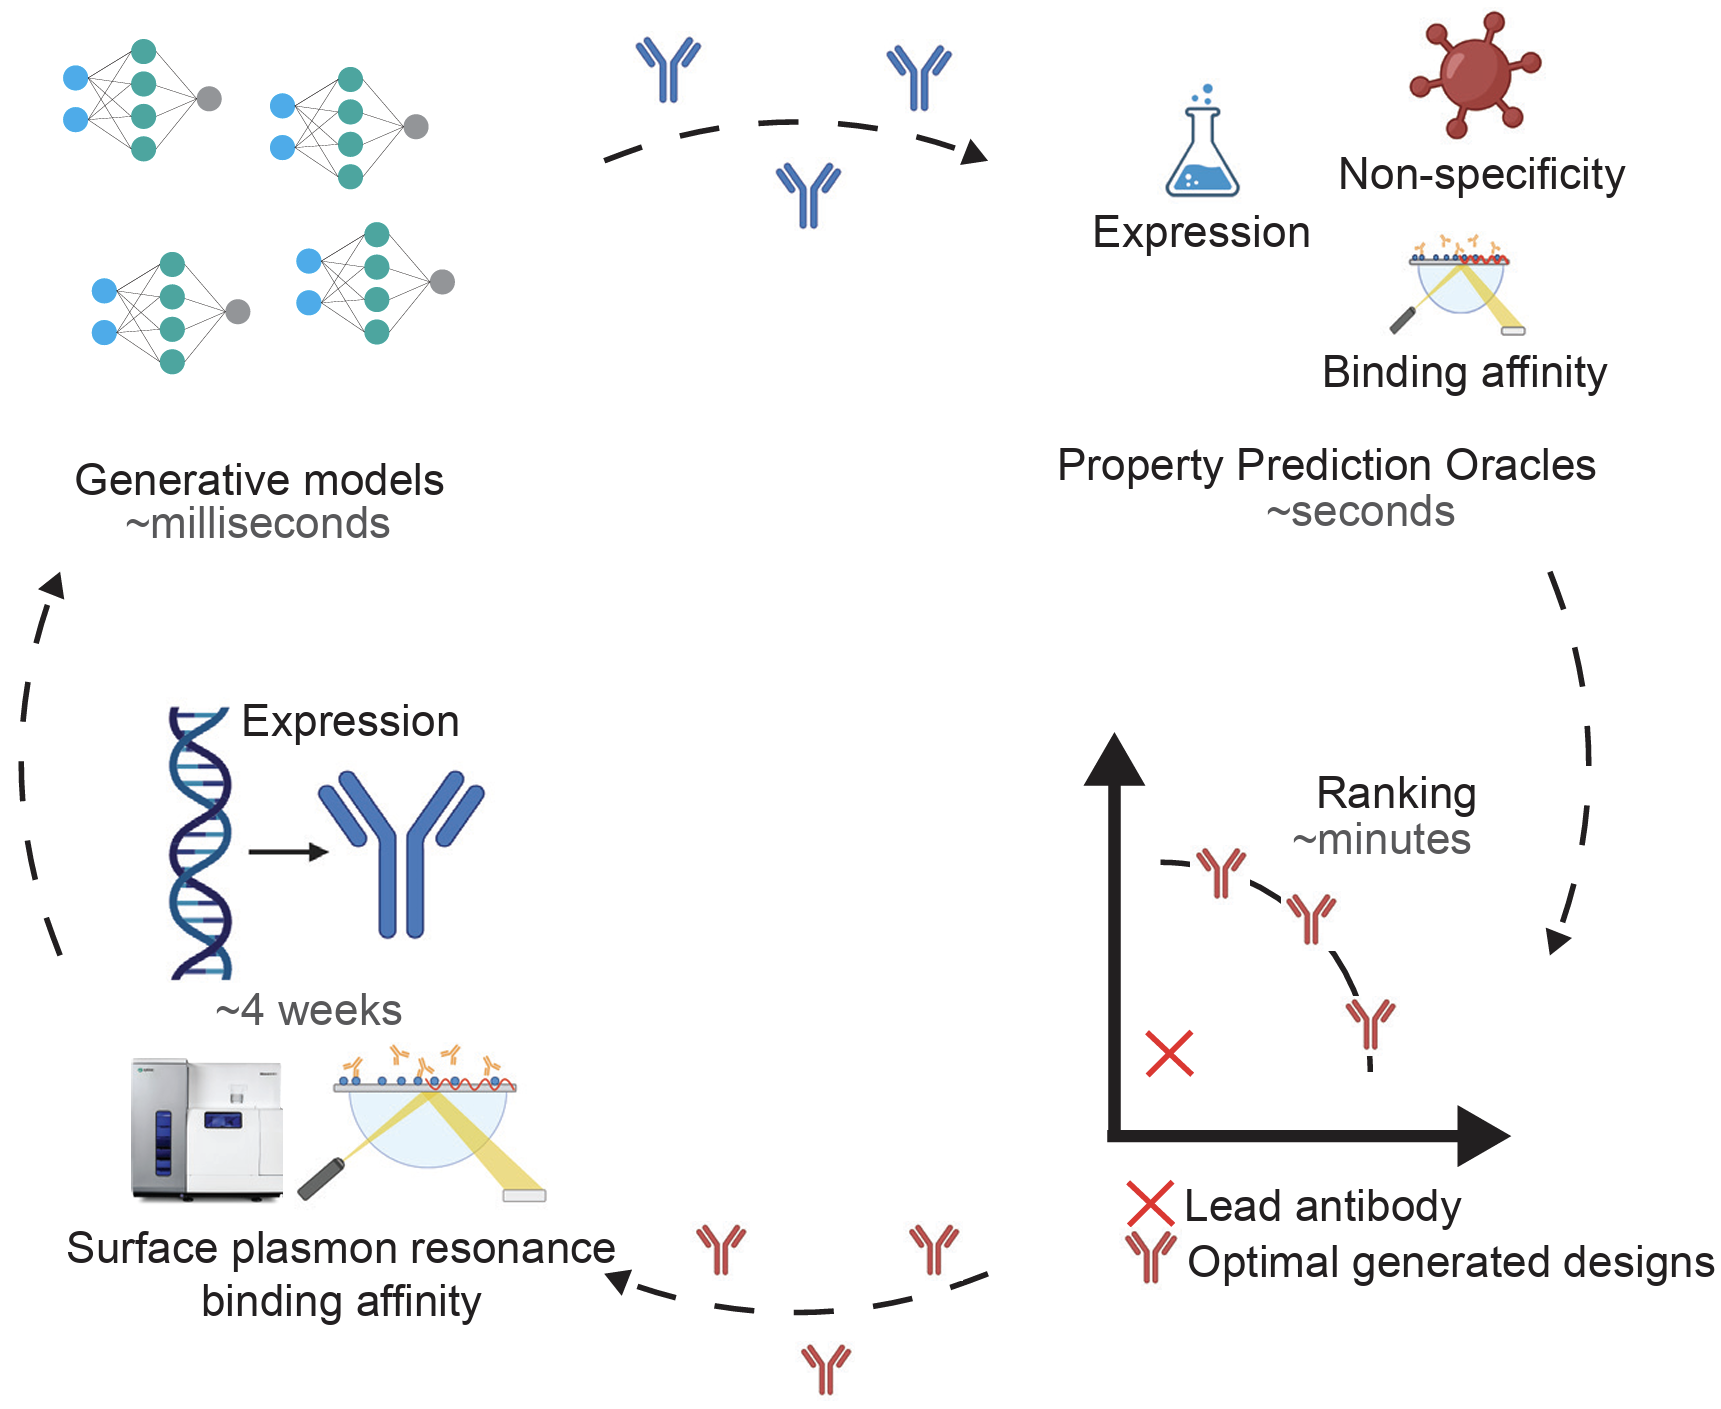 Expression
Non-specificity
Binding affinity
Generative models
~milliseconds
Property Prediction Oracles
~seconds
Ranking
~minutes
Lead antibody
Optimal generated designs
Expression
~4 weeks
Surface plasmon resonance
binding affinity